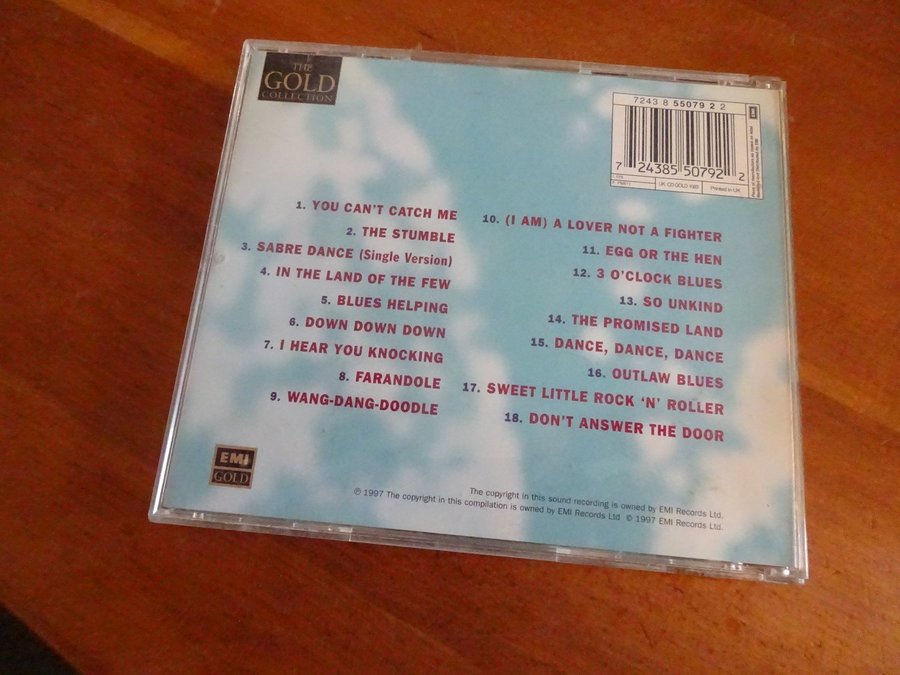 THE
GOLD
COLLECTION
7243 8 55079 2 2
7 24385 50792 2
UK:CD GOLD
Printed in UK
EMI
1. YOU CAN'T CATCH ME
2. THE STUMBLE
3. SABRE DANCE (Single Version)
4. IN THE LAND OF THE FEW
5. BLUES HELPING
6. DOWN DOWN DOWN
7. I HEAR YOU KNOCKING
8. FARANDOLE
9. WANG-DANG-DOODLE
10. (I AM) A LOVER NOT A FIGHTER
11. EGG OR THE HEN
12. 3 O'CLOCK BLUES
13. SO UNKIND
14. THE PROMISED LAND
15. DANCE, DANCE, DANCE
16. OUTLAW BLUES
17. SWEET LITTLE ROCK 'N' ROLLER
18. DON'T ANSWER THE DOOR
EMI
GOLD
The copyright in this sound recording is owned by EMI Records Ltd.
℗ 1997 The copyright in this compilation is owned by EMI Records Ltd © 1997 EMI Records Ltd.